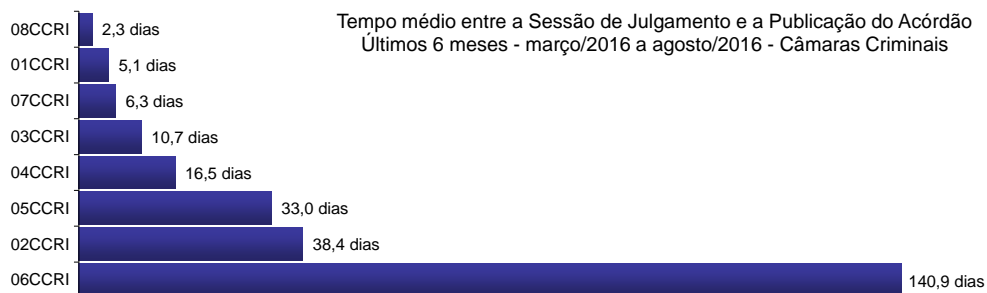 Tempo médio entre a Sessão de Julgamento e a Publicação do Acórdão
Últimos 6 meses - março/2016 a agosto/2016 - Câmaras Criminais
08CCRI 2,3 dias
01CCRI 5,1 dias
07CCRI 6,3 dias
03CCRI 10,7 dias
04CCRI 16,5 dias
05CCRI 33,0 dias
02CCRI 38,4 dias
06CCRI 140,9 dias